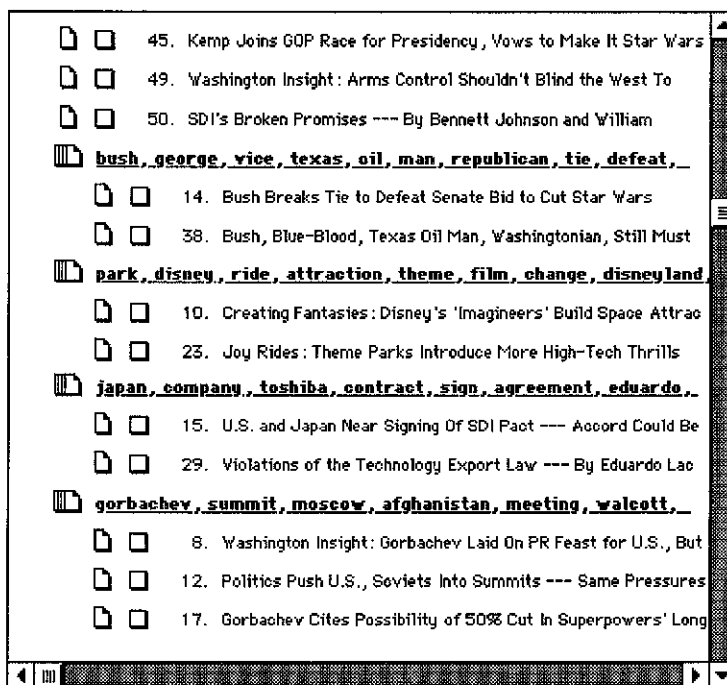 45. Kemp Joins GOP Race for Presidency, Vows to Make It Star Wars
49. Washington Insight: Arms Control Shouldn't Blind the West To
50. SDI's Broken Promises --- By Bennett Johnson and William
bush, george, vice, texas, oil, man, republican, tie, defeat,
14. Bush Breaks Tie to Defeat Senate Bid to Cut Star Wars
38. Bush, Blue-Blood, Texas Oil Man, Washingtonian, Still Must
park, disney, ride, attraction, theme, film, change, disneyland,
10. Creating Fantasies: Disney's 'Imagineers' Build Space Attrac
23. Joy Rides: Theme Parks Introduce More High-Tech Thrills
japan, company, toshiba, contract, sign, agreement, eduardo,
15. U.S. and Japan Near Signing Of SDI Pact --- Accord Could Be
29. Violations of the Technology Export Law --- By Eduardo Lac
gorbachev, summit, moscow, afghanistan, meeting, walcott,
8. Washington Insight: Gorbachev Laid On PR Feast for U.S., But
12. Politics Push U.S., Soviets Into Summits --- Same Pressures
17. Gorbachev Cites Possibility of 50% Cut In Superpowers' Long